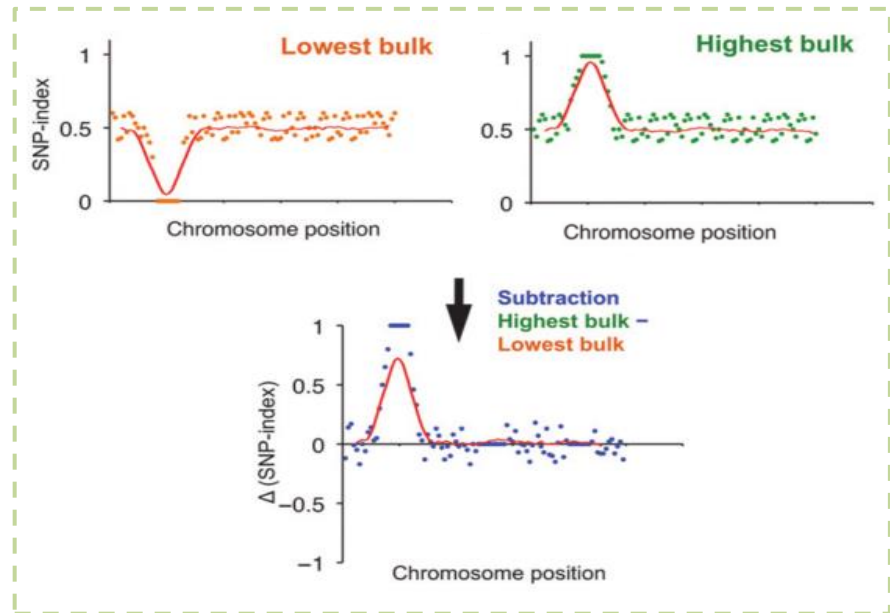 Lowest bulk
1
0.5
0
SNP-index
Chromosome position
Highest bulk
1
0.5
0
Chromosome position
Subtraction
Highest bulk –
Lowest bulk
1
0.5
0
−0.5
−1
Δ (SNP-index)
Chromosome position